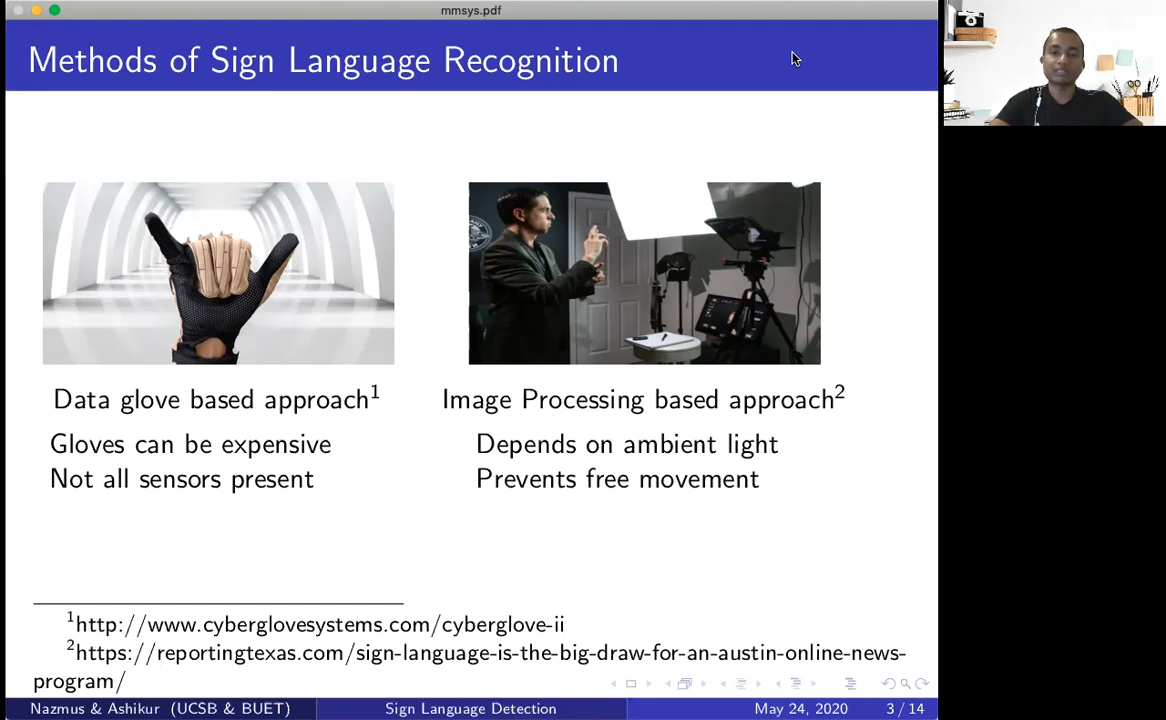 mmsys.pdf
Methods of Sign Language Recognition
Data glove based approach1
Image Processing based approach2
Gloves can be expensive
Not all sensors present
Depends on ambient light
Prevents free movement
1http://www.cyberglovesystems.com/cyberglove-ii
2https://reportingtexas.com/sign-language-is-the-big-draw-for-an-austin-online-news-
program/
Nazmus & Ashikur (UCSB & BUET)
Sign Language Detection
May 24, 2020
3 / 14